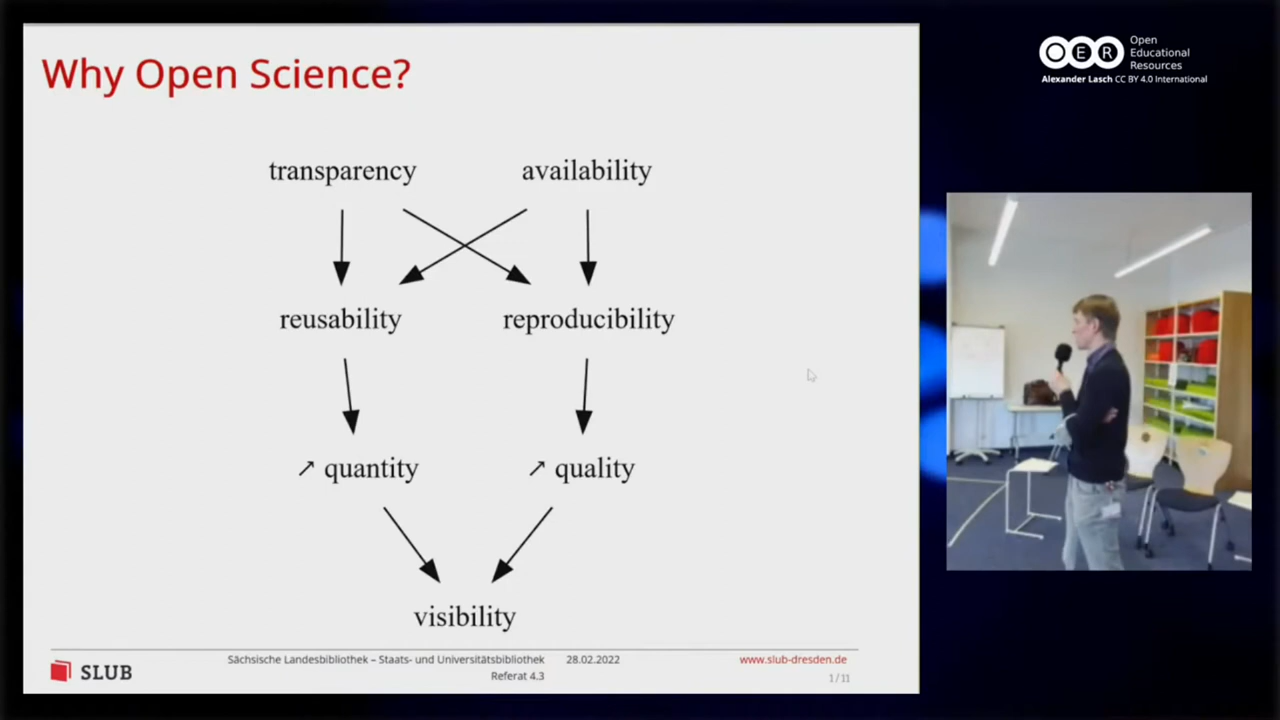 Why Open Science?
transparency availability
reusability reproducibility
↗ quantity ↗ quality
visibility
SLUB
Sächsische Landesbibliothek – Staats- und Universitätsbibliothek 28.02.2022 www.slub-dresden.de
Referat 4.3 1 / 11
OER
Open
Educational
Resources
Alexander Lasch CC BY 4.0 International